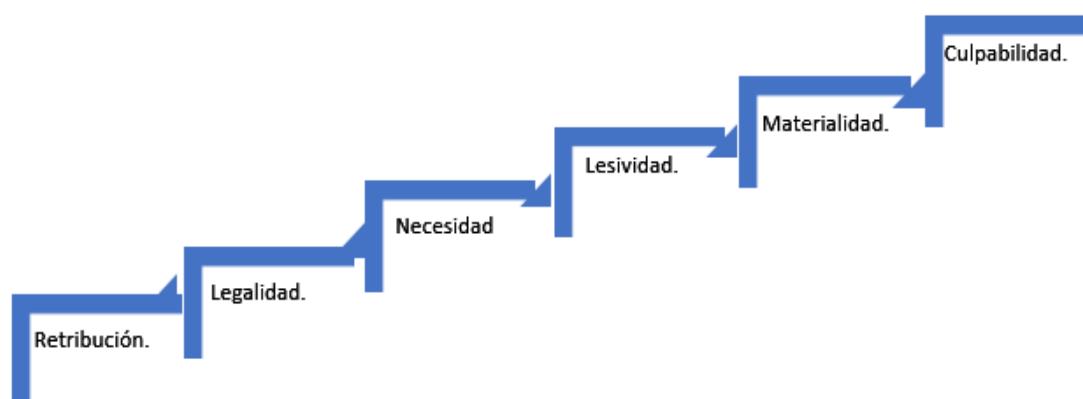 Retribución.
Legalidad.
Necesidad
Lesividad.
Materialidad.
Culpabilidad.